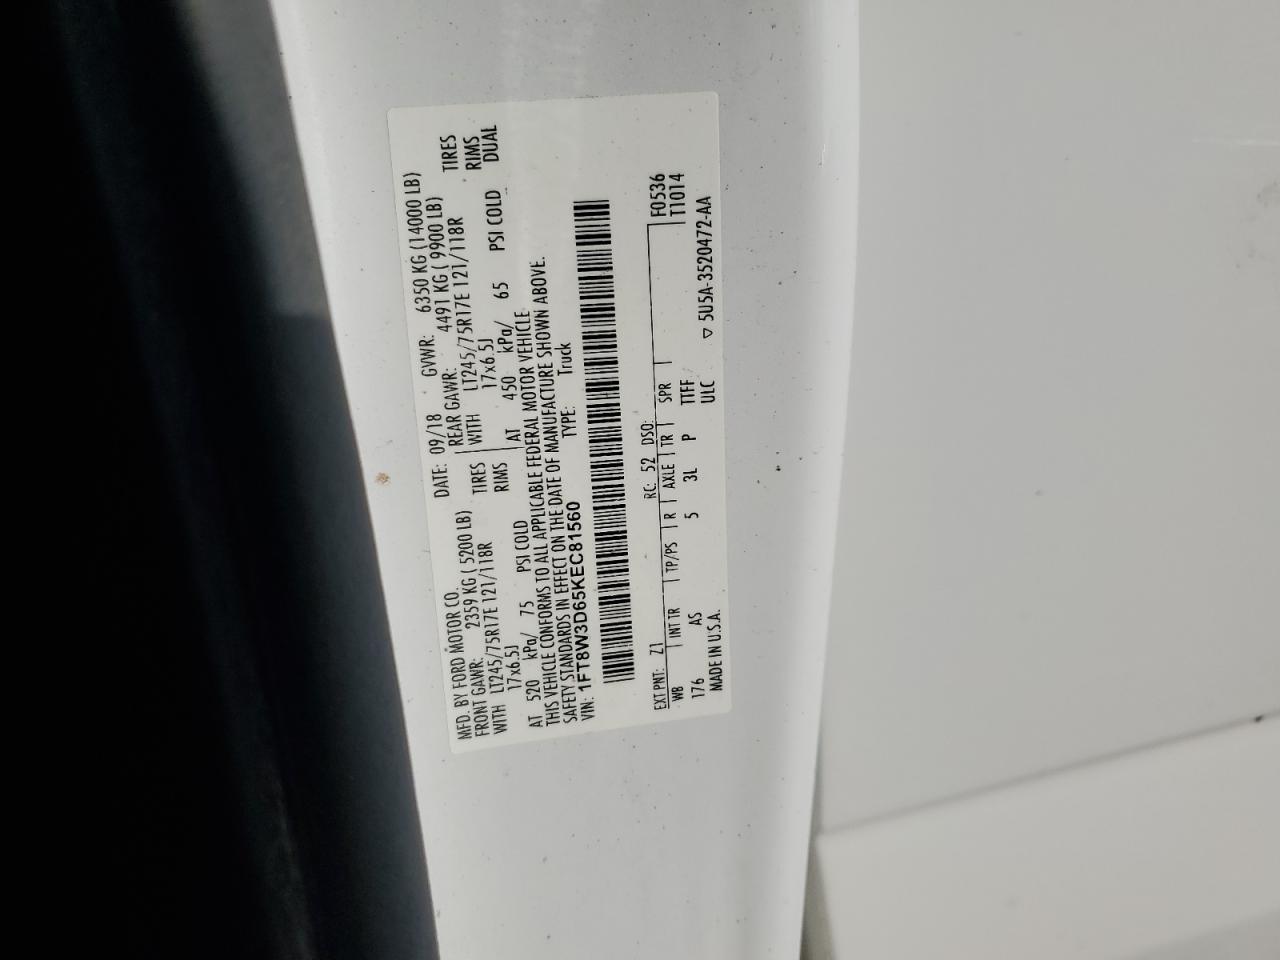 MFD. BY FORD MOTOR CO. DATE: 09/18 GVWR: 6350 KG (14000 LB)
FRONT GAWR: 2359 KG ( 5200 LB) REAR GAWR: 4491 KG ( 9900 LB)
WITH LT245/75R17E 121/118R TIRES WITH LT245/75R17E 121/118R TIRES
17x6.5J RIMS 17x6.5J RIMS
AT 520 kPa/ 75 PSI COLD AT 450 kPa/ 65 PSI COLD DUAL
THIS VEHICLE CONFORMS TO ALL APPLICABLE FEDERAL MOTOR VEHICLE
SAFETY STANDARDS IN EFFECT ON THE DATE OF MANUFACTURE SHOWN ABOVE.
VIN: 1FT8W3D65KEC81560 TYPE: Truck
EXT PNT: Z1 RC: 52 DSO: F0536
WB INT TR TP/PS R AXLE TR SPR T1014
176 AS 5 3L P TTFF
MADE IN U.S.A. ULC ▽ 5U5A-3520472-AA